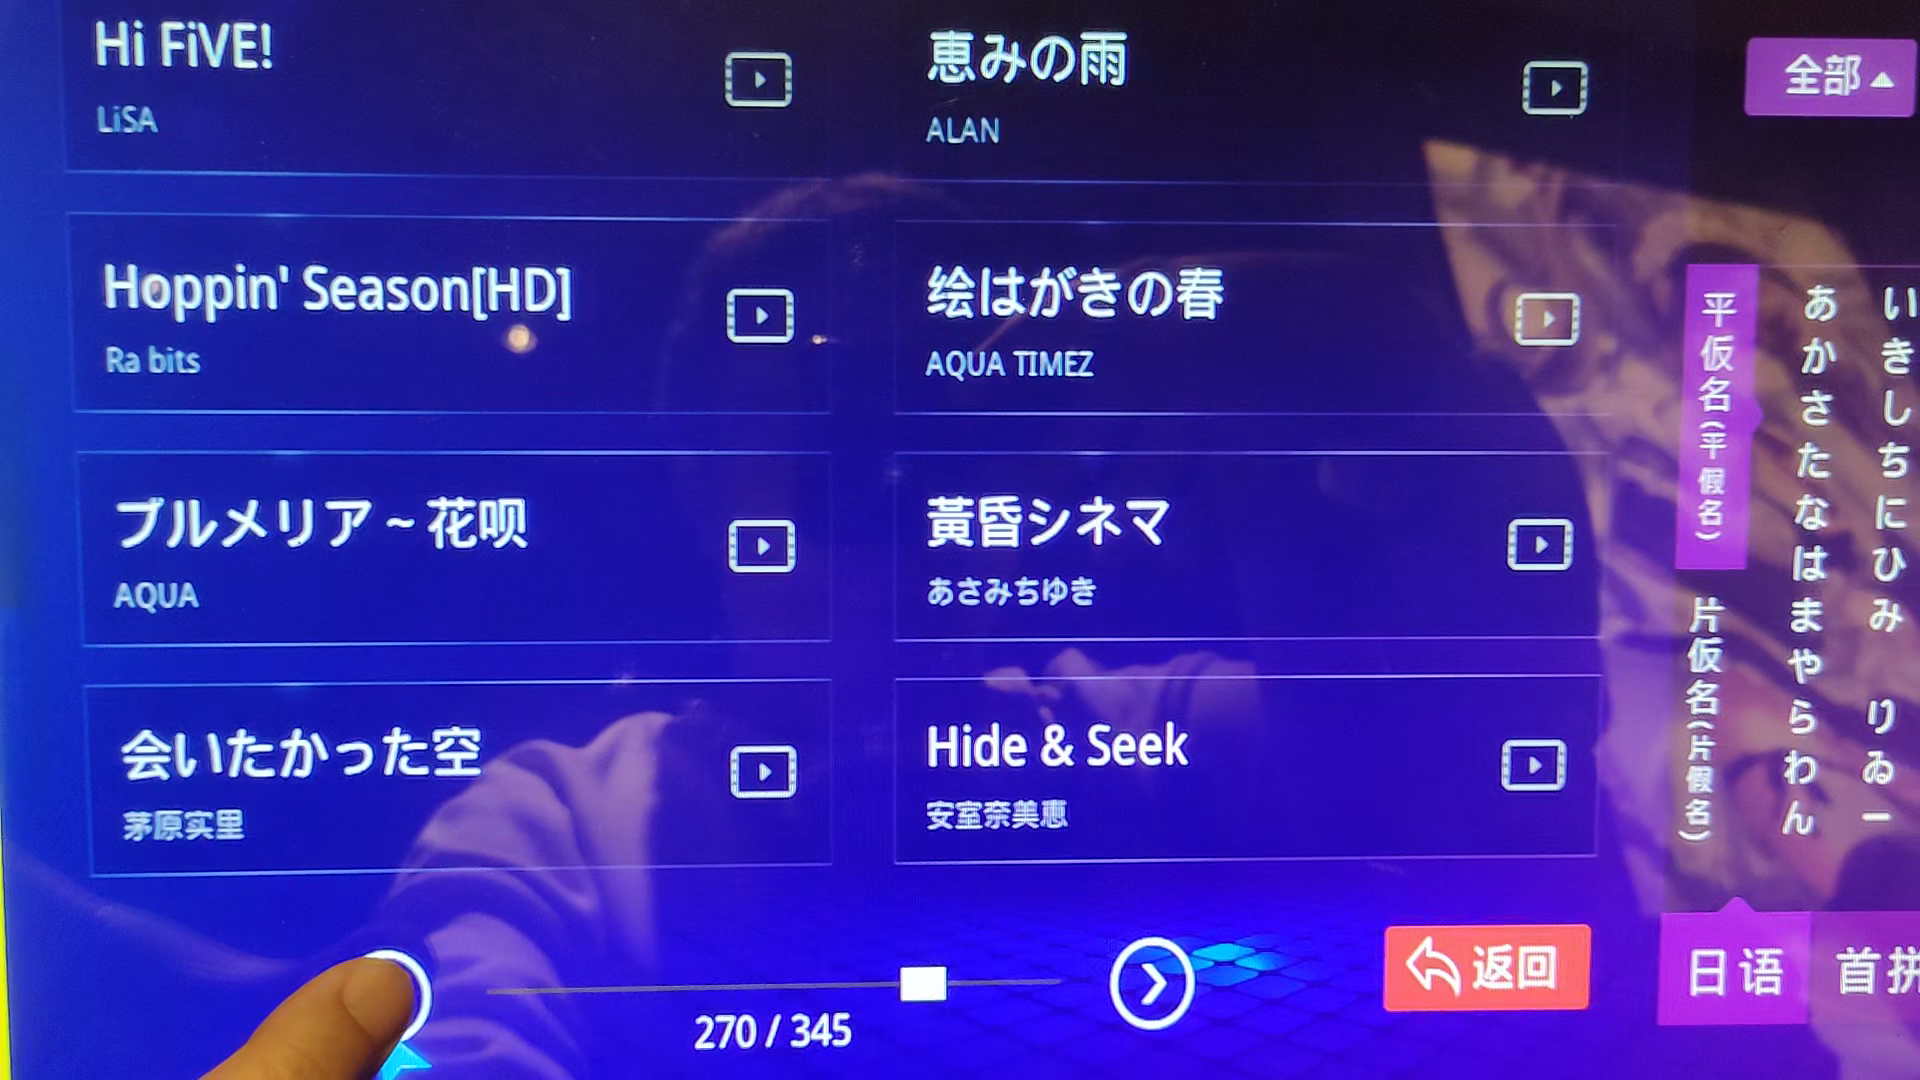 Hi FiVE!
LiSA
恵みの雨
ALAN
全部
Hoppin' Season[HD]
Ra bits
绘はがきの春
AQUA TIMEZ
ブルメリア~花呗
AQUA
黃昏シネマ
あさみちゆき
会いたかった空
茅原实里
Hide & Seek
安室奈美恵
平仮名(平假名)
片仮名(片假名)
あかさたなはまやらわん
いきしちにひみ りゐー
270 / 345
返回
日语
首拼